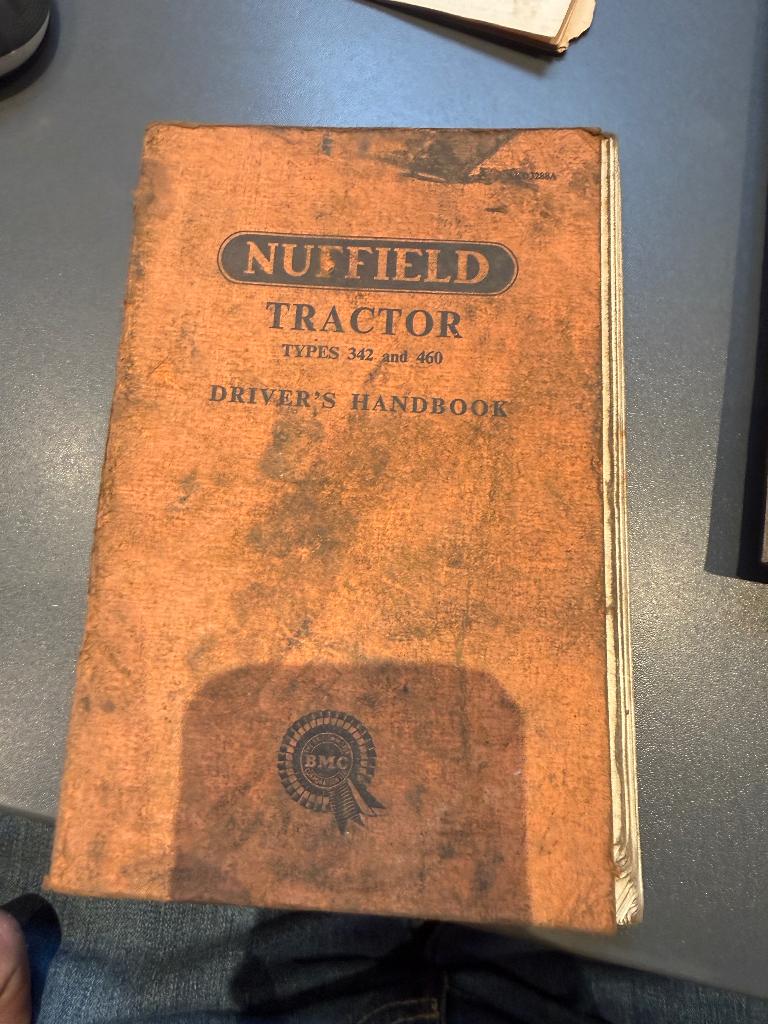 NUFFIELD
TRACTOR
TYPES 342 and 460
DRIVER'S HANDBOOK
BMC